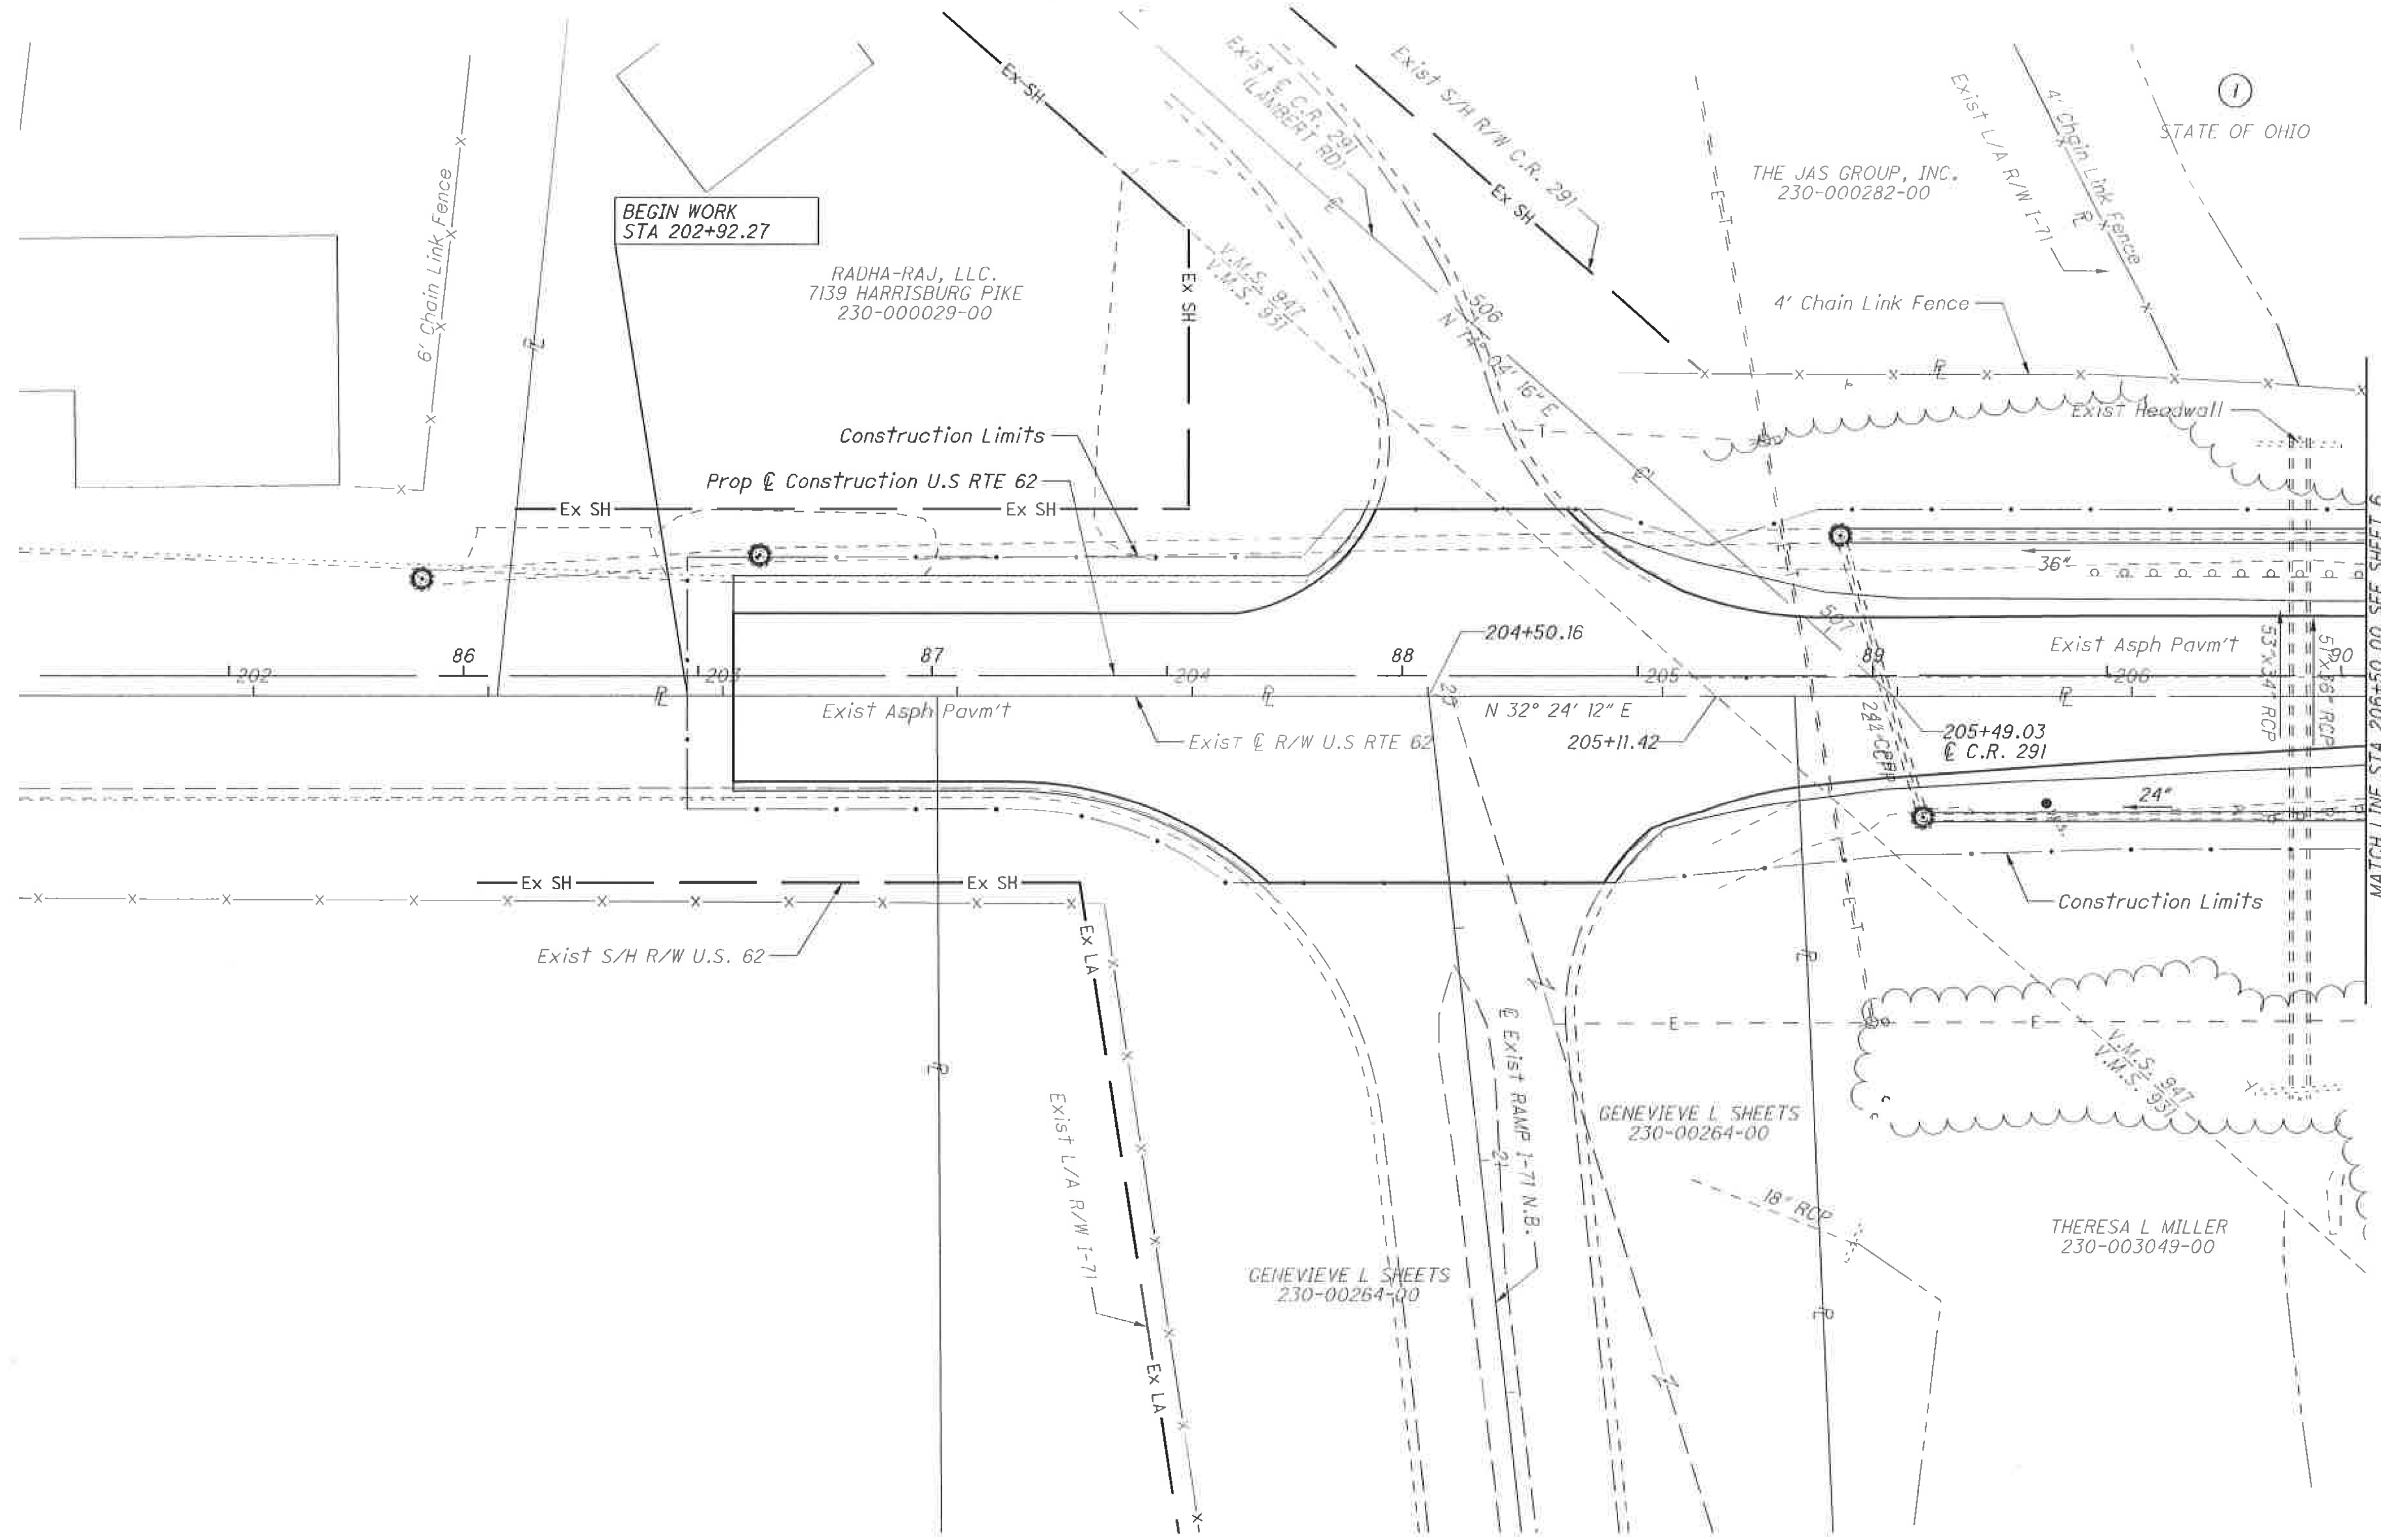 Ex SH
Exist ℄ C.R. 291
(LAMBERT RD)
Exist S/H R/W C.R. 291
Ex SH
Exist L/A R/W I-71
4' Chain Link Fence
1
STATE OF OHIO
THE JAS GROUP, INC.
230-000282-00
6' Chain Link Fence
BEGIN WORK
STA 202+92.27
RADHA-RAJ, LLC.
7139 HARRISBURG PIKE
230-000029-00
Ex SH
V.M.S. 947
V.M.S. 931
506
N 74° 04' 16" E
4' Chain Link Fence
Exist Headwall
Construction Limits
Prop ℄ Construction U.S RTE 62
Ex SH
Ex SH
36"
507
204+50.16
Exist Asph Pavm't
53"x34" RCP
57"x36" RCP
MATCH LINE STA 206+50.00 SEE SHEET 6
86
87
88
89
90
202
203
204
205
206
20
Exist Asph Pavm't
N 32° 24' 12" E
Exist ℄ R/W U.S RTE 62
205+11.42
205+49.03
℄ C.R. 291
24"
Ex SH
Ex SH
Construction Limits
Exist S/H R/W U.S. 62
Ex LA
E
E
℄ Exist RAMP I-71 N.B.
21
V.M.S. 947
V.M.S. 931
Exist L/A R/W I-71
GENEVIEVE L SHEETS
230-00264-00
18" RCP
THERESA L MILLER
230-003049-00
GENEVIEVE L SHEETS
230-00264-00
Ex LA